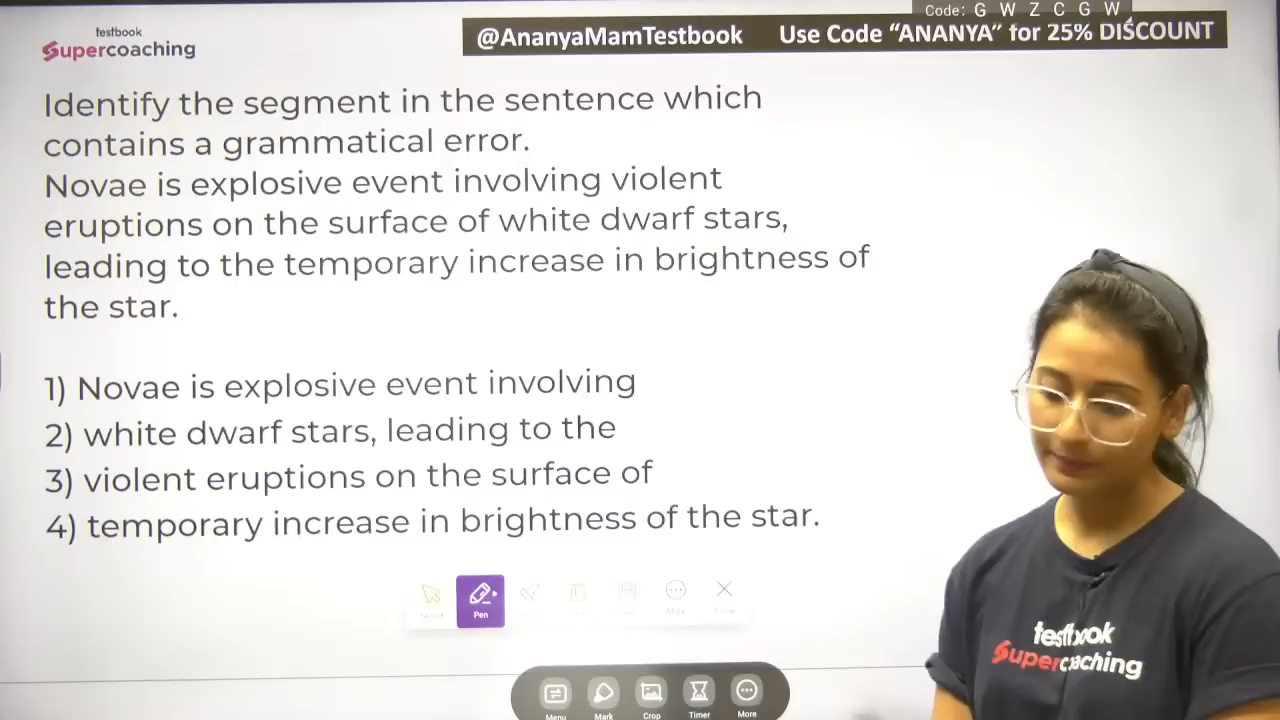 Code: G W Z C G W
testbook
Supercoaching
@AnanyaMamTestbook Use Code “ANANYA” for 25% DISCOUNT
Identify the segment in the sentence which
contains a grammatical error.
Novae is explosive event involving violent
eruptions on the surface of white dwarf stars,
leading to the temporary increase in brightness of
the star.
1) Novae is explosive event involving
2) white dwarf stars, leading to the
3) violent eruptions on the surface of
4) temporary increase in brightness of the star.
Select Pen More
testbook
Supercoaching
Menu Mark Crop Timer More